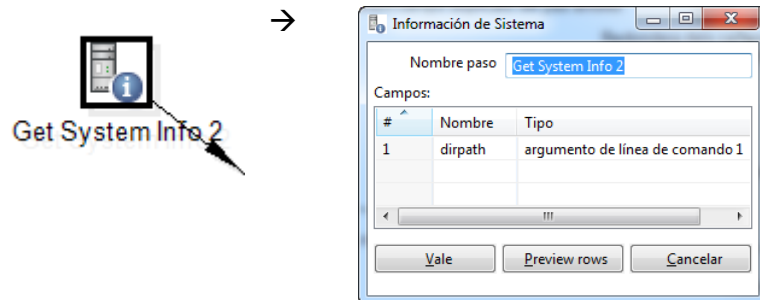 →
Get System Info 2
Información de Sistema
Nombre paso Get System Info 2
Campos:
# Nombre Tipo
1 dirpath argumento de línea de comando 1
Vale Preview rows Cancelar